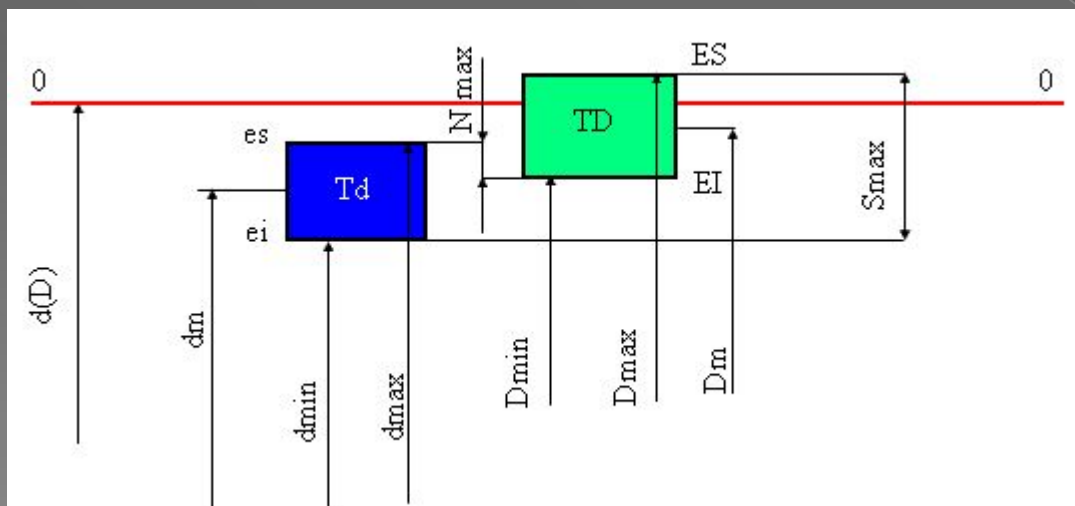 0
0
ES
N max
TD
es
Td
EI
Smax
ei
d(D)
dm
dmin
dmax
Dmin
Dmax
Dm